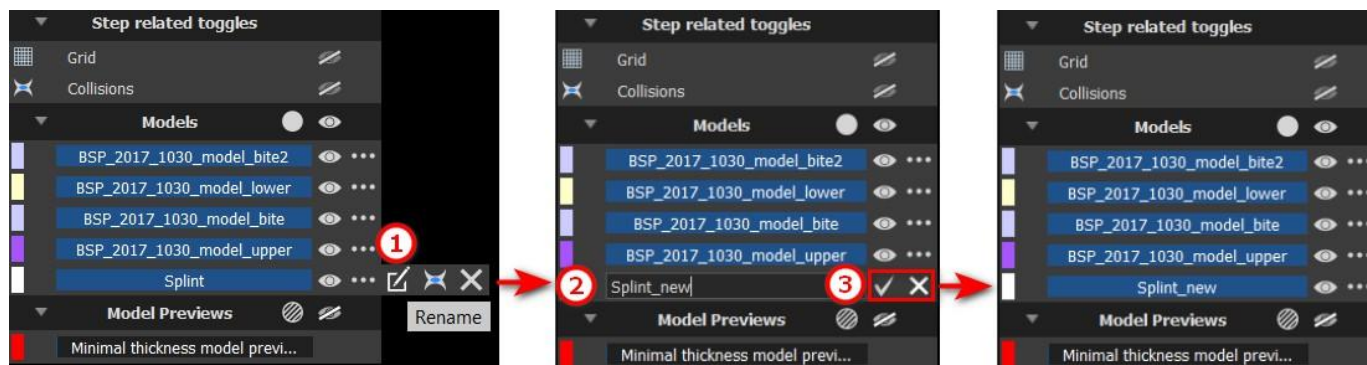 Step related toggles
Grid
Collisions
Models
BSP_2017_1030_model_bite2
BSP_2017_1030_model_lower
BSP_2017_1030_model_bite
BSP_2017_1030_model_upper
1
Splint
Model Previews
Rename
Minimal thickness model previ...
Step related toggles
Grid
Collisions
Models
BSP_2017_1030_model_bite2
BSP_2017_1030_model_lower
BSP_2017_1030_model_bite
BSP_2017_1030_model_upper
2
Splint_new
3
Model Previews
Minimal thickness model previ...
Step related toggles
Grid
Collisions
Models
BSP_2017_1030_model_bite2
BSP_2017_1030_model_lower
BSP_2017_1030_model_bite
BSP_2017_1030_model_upper
Splint_new
Model Previews
Minimal thickness model previ...